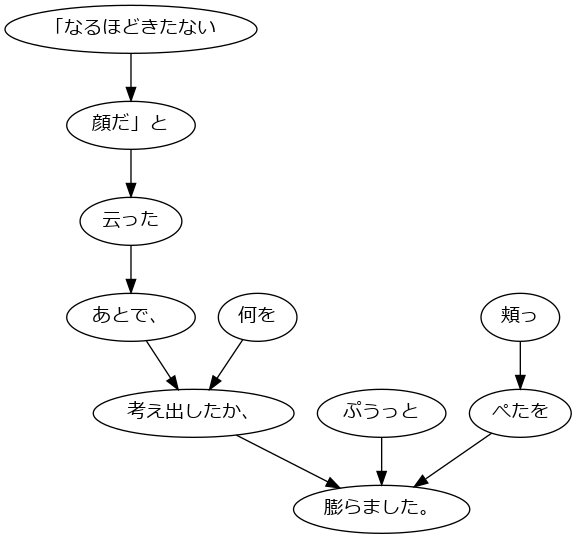 「なるほどきたない
顔だ」と
云った
あとで、
何を
頬っ
考え出したか、
ぷうっと
ぺたを
膨らました。